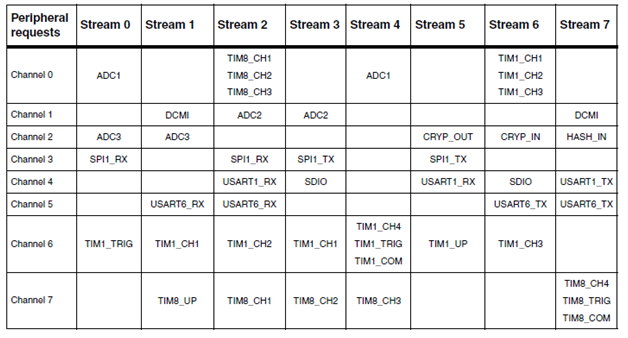 Peripheral requests Stream 0 Stream 1 Stream 2 Stream 3 Stream 4 Stream 5 Stream 6 Stream 7
Channel 0 ADC1 TIM8_CH1 TIM8_CH2 TIM8_CH3 ADC1 TIM1_CH1 TIM1_CH2 TIM1_CH3
Channel 1 DCMI ADC2 ADC2 DCMI
Channel 2 ADC3 ADC3 CRYP_OUT CRYP_IN HASH_IN
Channel 3 SPI1_RX SPI1_RX SPI1_TX SPI1_TX
Channel 4 USART1_RX SDIO USART1_RX SDIO USART1_TX
Channel 5 USART6_RX USART6_RX USART6_TX USART6_TX
Channel 6 TIM1_TRIG TIM1_CH1 TIM1_CH2 TIM1_CH1 TIM1_CH4 TIM1_TRIG TIM1_COM TIM1_UP TIM1_CH3
Channel 7 TIM8_UP TIM8_CH1 TIM8_CH2 TIM8_CH3 TIM8_CH4 TIM8_TRIG TIM8_COM